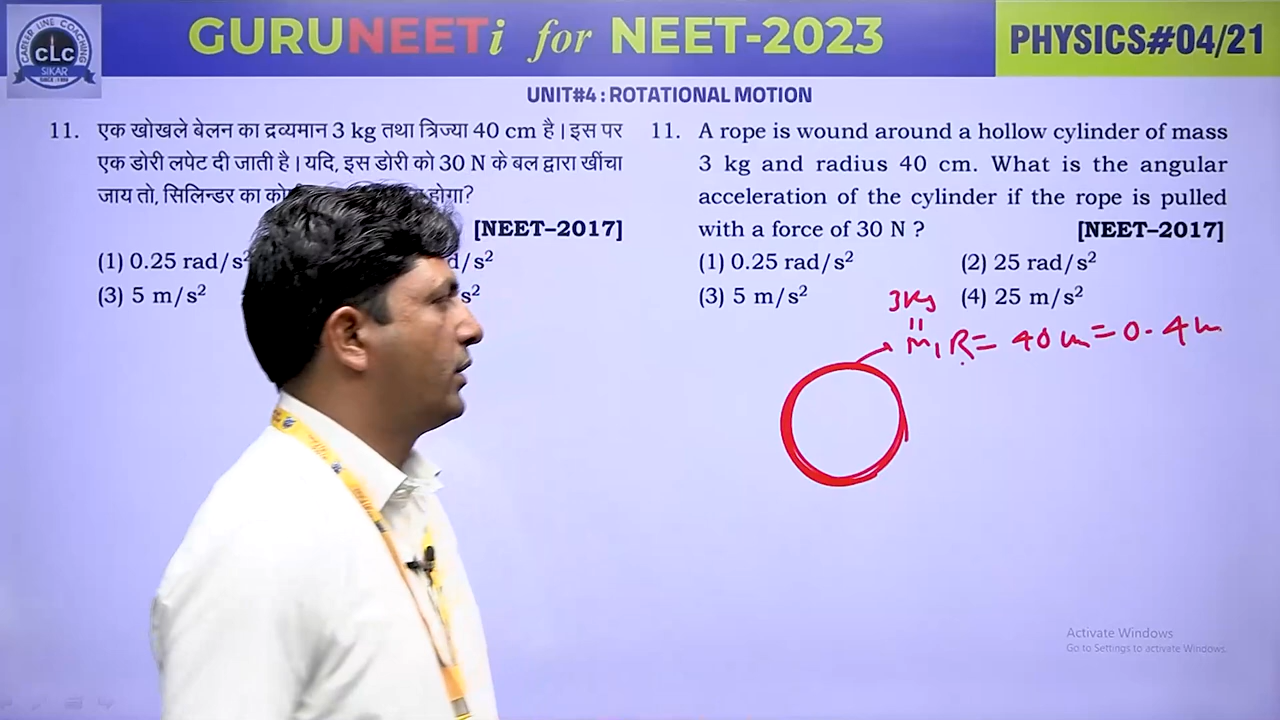 CAREER LINE COACHING
CLC
SIKAR
SINCE-1996
GURUNEETi for NEET-2023
PHYSICS#04/21
UNIT#4 : ROTATIONAL MOTION
11. एक खोखले बेलन का द्रव्यमान 3 kg तथा त्रिज्या 40 cm है। इस पर
एक डोरी लपेट दी जाती है। यदि, इस डोरी को 30 N के बल द्वारा खींचा
जाय तो, सिलिन्डर का होगा?
[NEET–2017]
(1) 0.25 rad/s² d/s²
(3) 5 m/s² s²
11. A rope is wound around a hollow cylinder of mass
3 kg and radius 40 cm. What is the angular
acceleration of the cylinder if the rope is pulled
with a force of 30 N ? [NEET–2017]
(1) 0.25 rad/s² (2) 25 rad/s²
(3) 5 m/s² (4) 25 m/s²
3kg
=
m, R = 40 cm = 0.4 m
Activate Windows
Go to Settings to activate Windows.